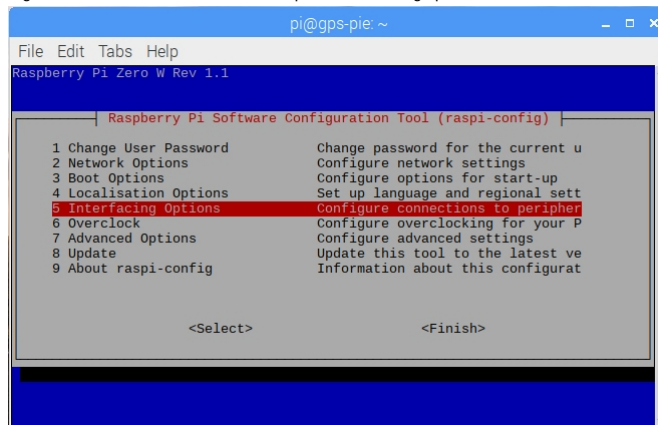 pi@gps-pie: ~
File Edit Tabs Help
Raspberry Pi Zero W Rev 1.1
Raspberry Pi Software Configuration Tool (raspi-config)
1 Change User Password Change password for the current u
2 Network Options Configure network settings
3 Boot Options Configure options for start-up
4 Localisation Options Set up language and regional sett
5 Interfacing Options Configure connections to peripher
6 Overclock Configure overclocking for your P
7 Advanced Options Configure advanced settings
8 Update Update this tool to the latest ve
9 About raspi-config Information about this configurat
<Select> <Finish>